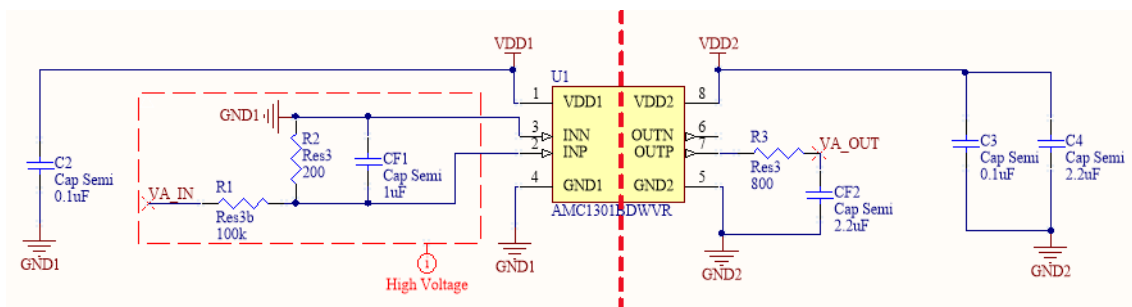 VDD1
VDD2
U1
1
VDD1
VDD2
8
GND1
3
INN
OUTN
6
R2
Res3
200
2
INP
OUTP
7
R3
Res3
800
VA_OUT
C2
Cap Semi
0.1uF
CF1
Cap Semi
1uF
C3
Cap Semi
0.1uF
C4
Cap Semi
2.2uF
VA_IN
R1
Res3b
100k
4
GND1
GND2
5
AMC1301BDWVR
CF2
Cap Semi
2.2uF
GND1
GND1
GND2
GND2
i
High Voltage